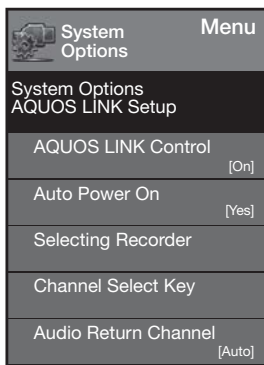 System
Options
Menu
System Options
AQUOS LINK Setup
AQUOS LINK Control
[On]
Auto Power On
[Yes]
Selecting Recorder
Channel Select Key
Audio Return Channel
[Auto]